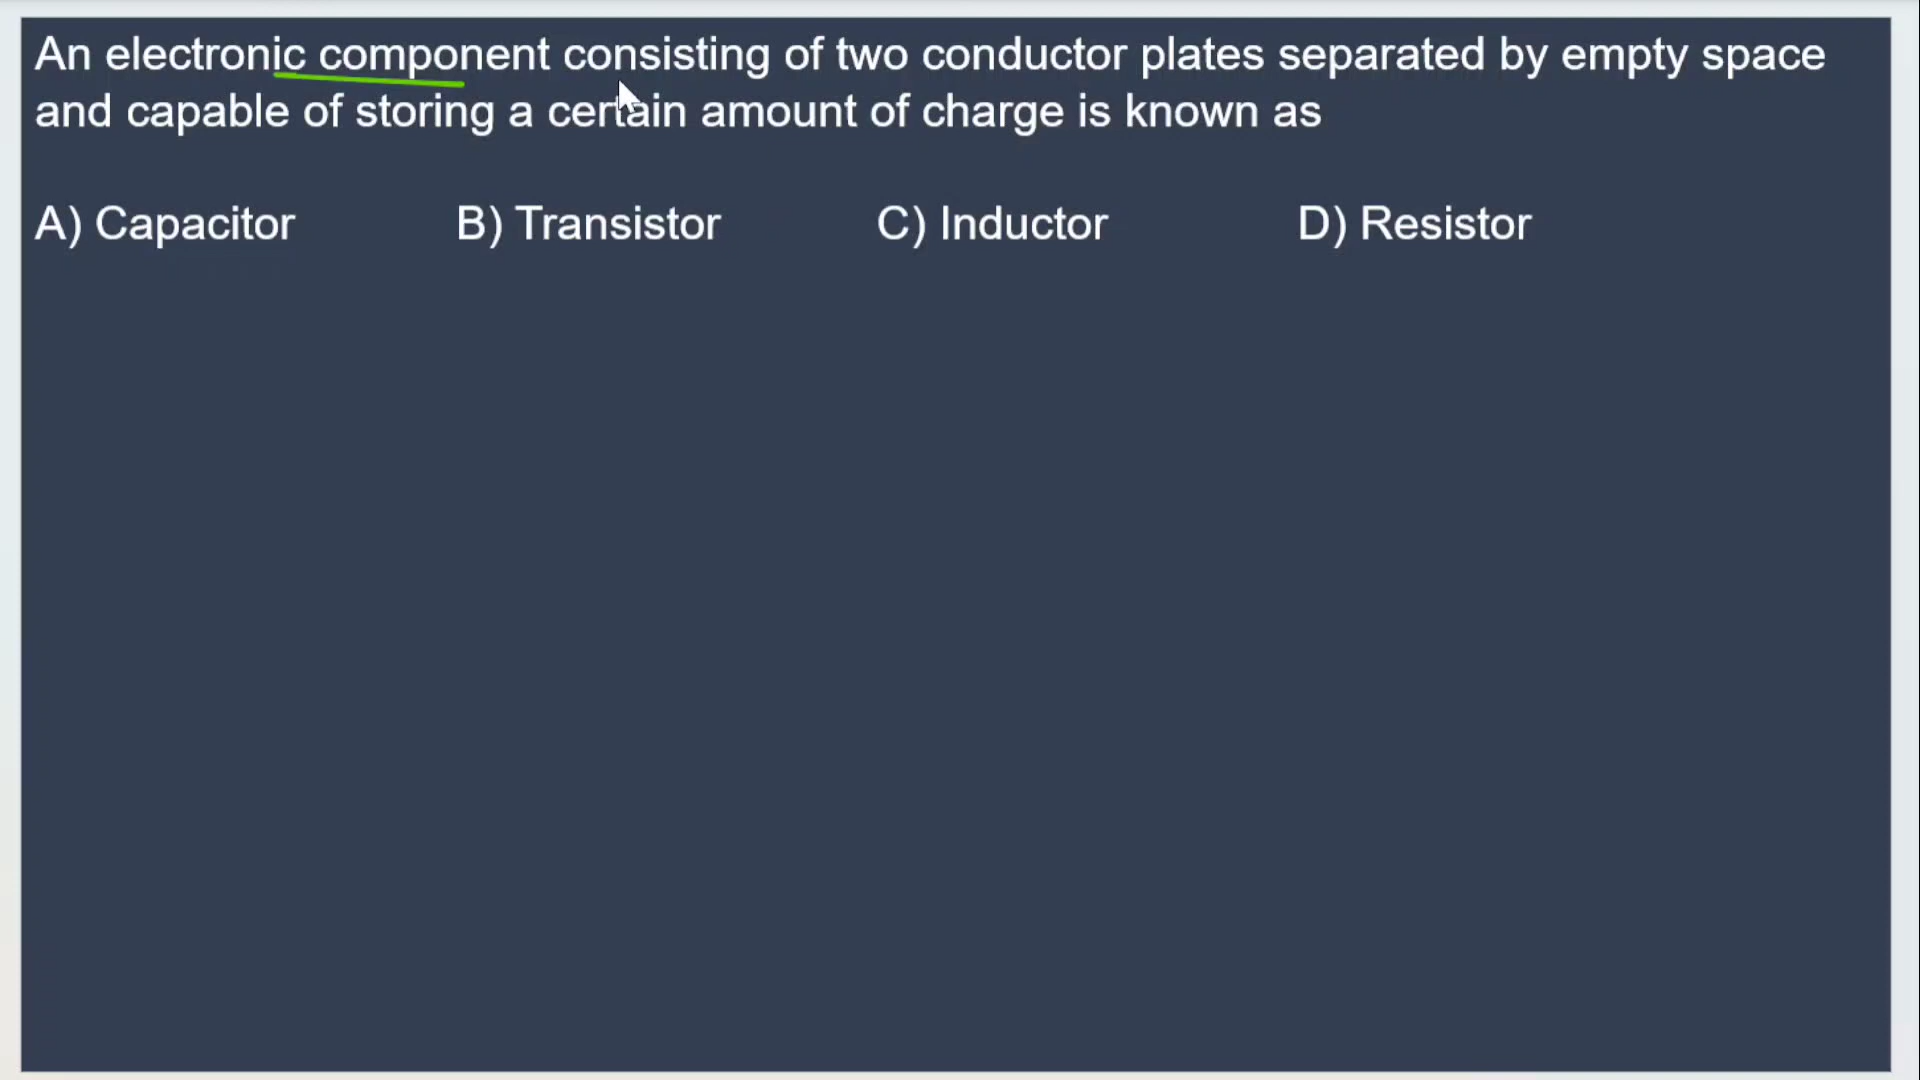 An electronic component consisting of two conductor plates separated by empty space
and capable of storing a certain amount of charge is known as
A) Capacitor B) Transistor C) Inductor D) Resistor